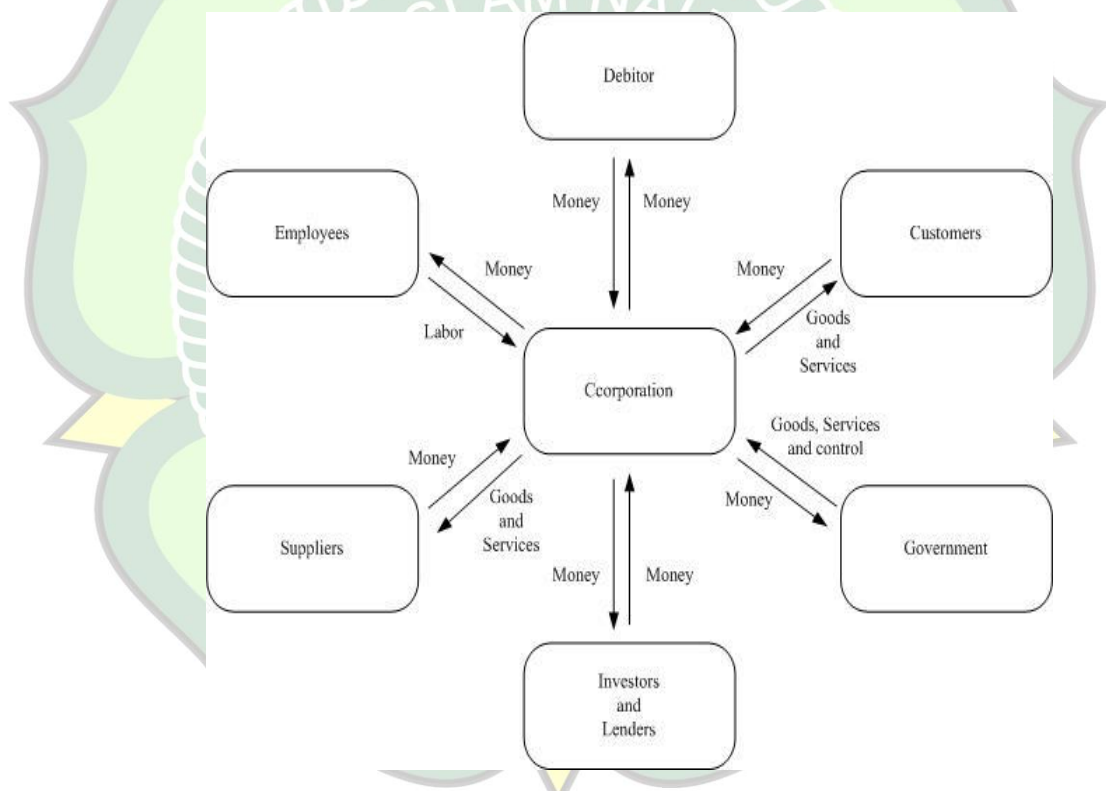 Debitor
Money
Money
Employees
Customers
Money
Money
Labor
Goods
and
Services
Ccorporation
Goods, Services
and control
Money
Goods
and
Services
Money
Suppliers
Government
Money
Money
Investors
and
Lenders